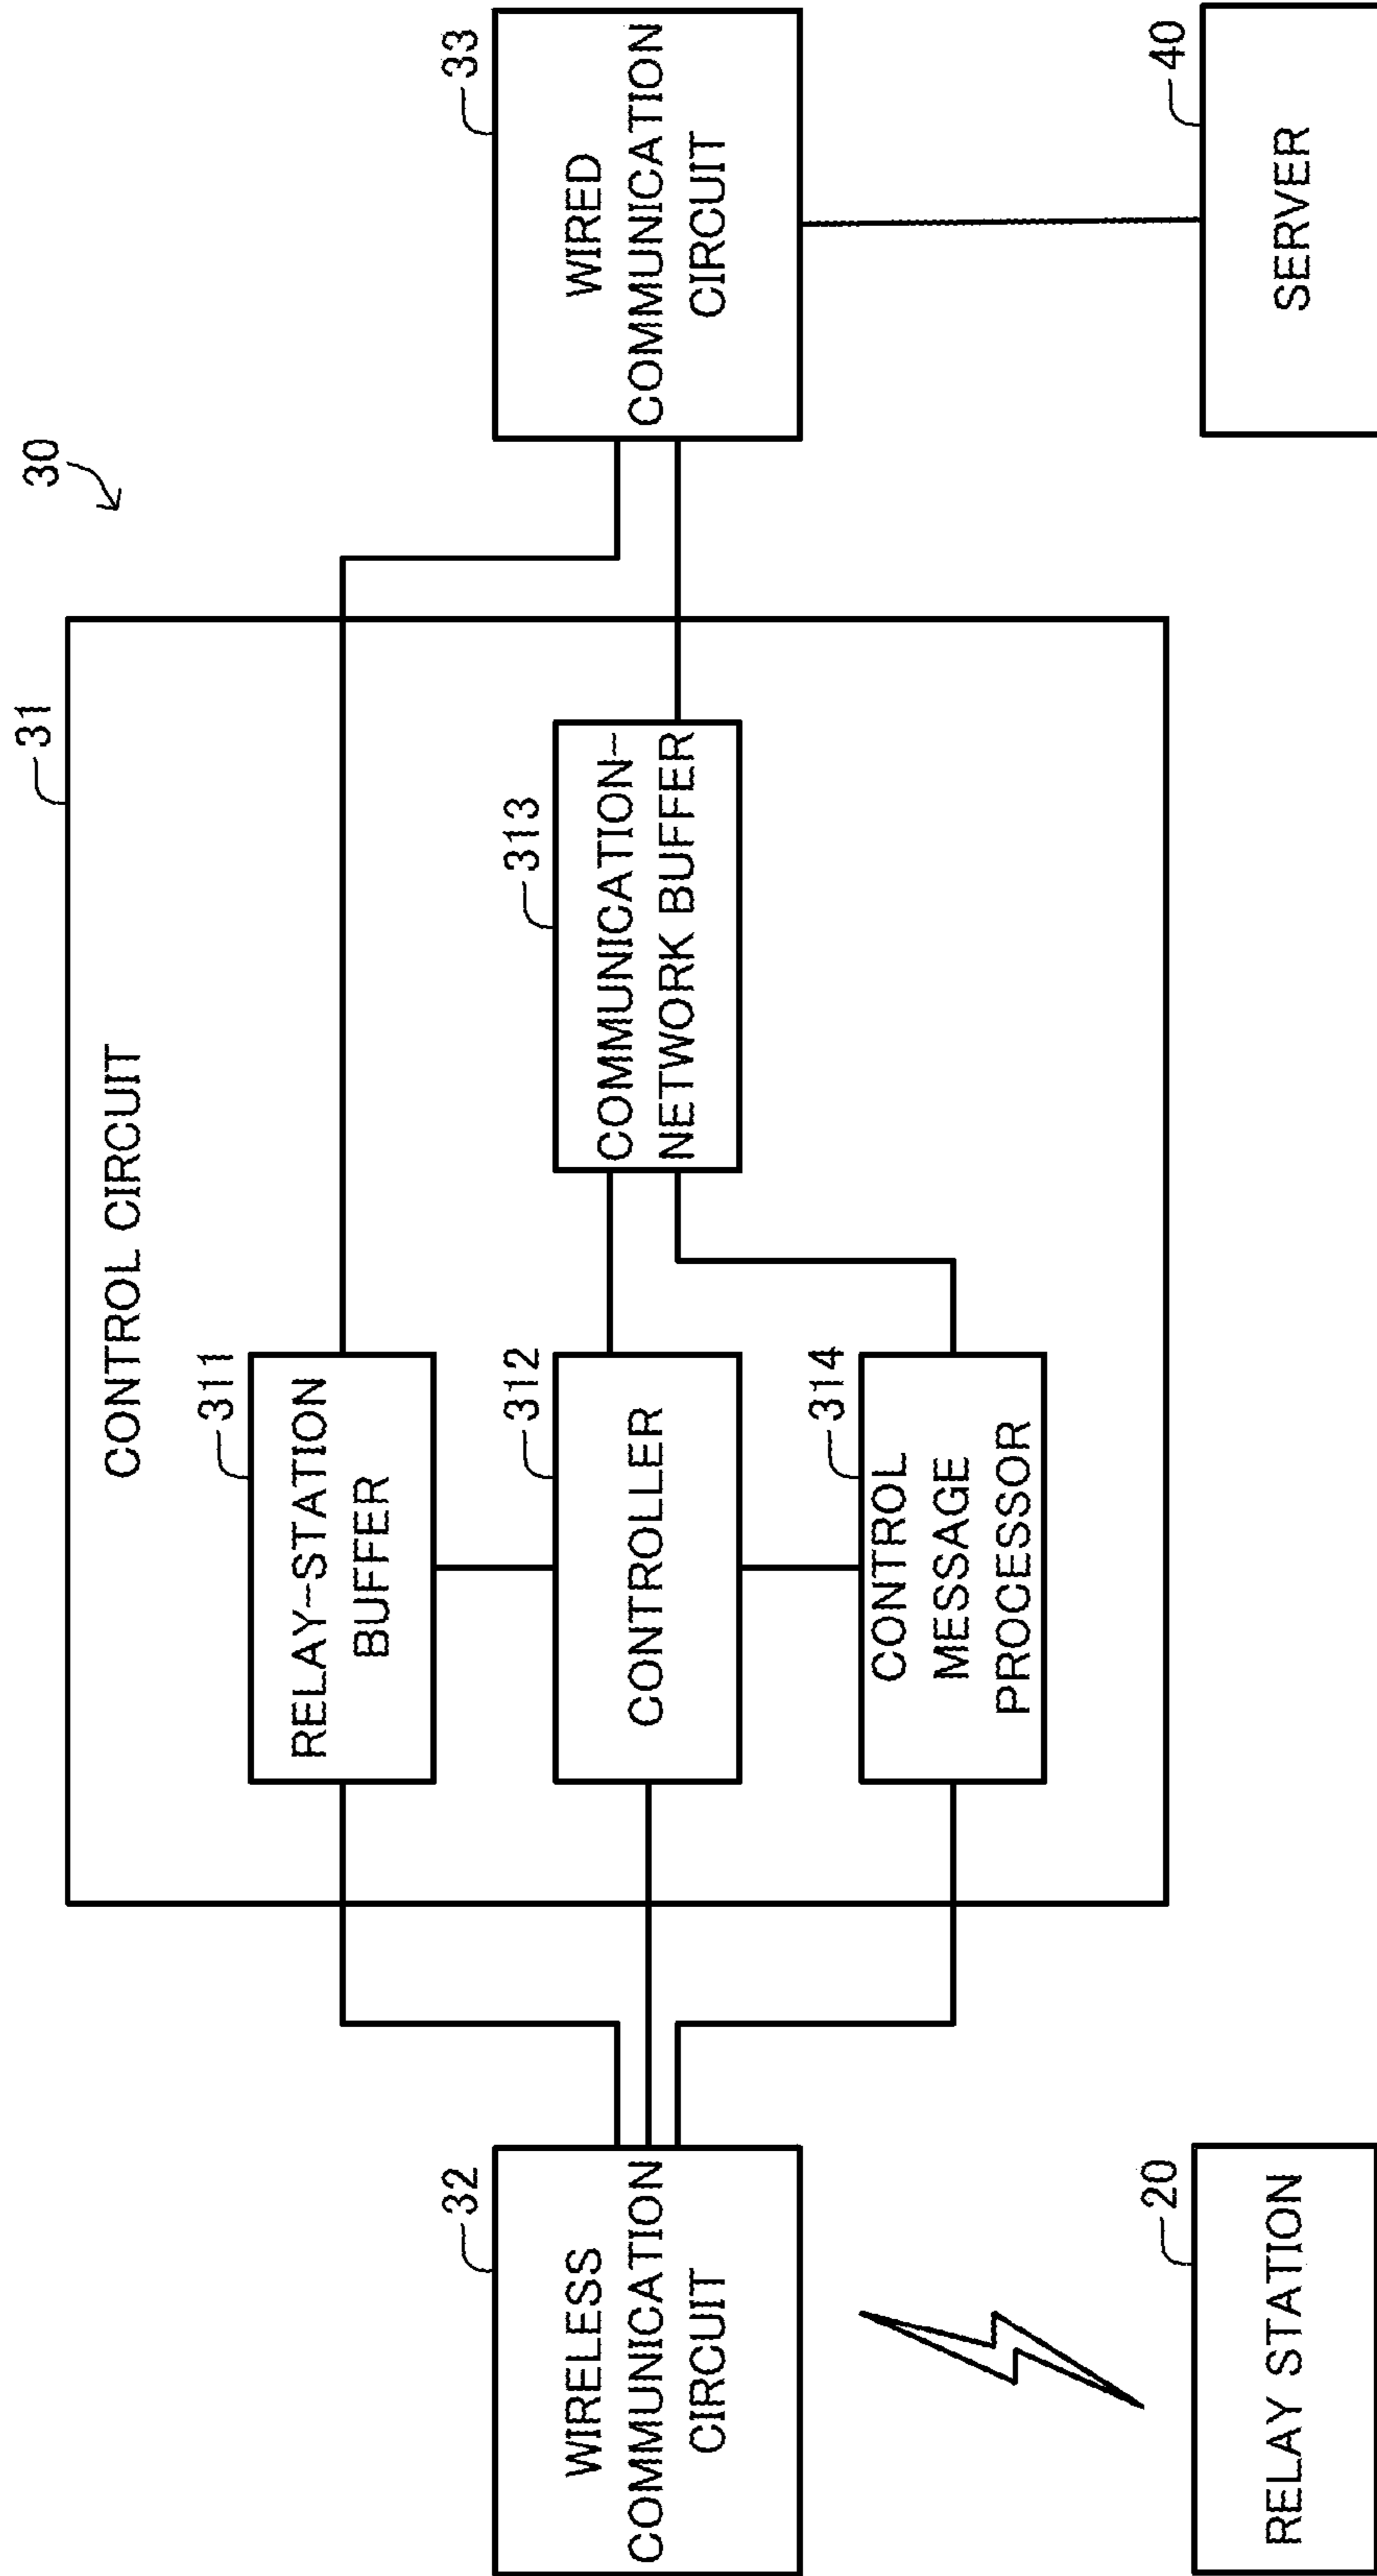 30
31
CONTROL CIRCUIT
32
WIRELESS
COMMUNICATION
CIRCUIT
311
RELAY-STATION
BUFFER
312
CONTROLLER
314
CONTROL
MESSAGE
PROCESSOR
313
COMMUNICATION-
NETWORK BUFFER
33
WIRED
COMMUNICATION
CIRCUIT
20
RELAY STATION
40
SERVER